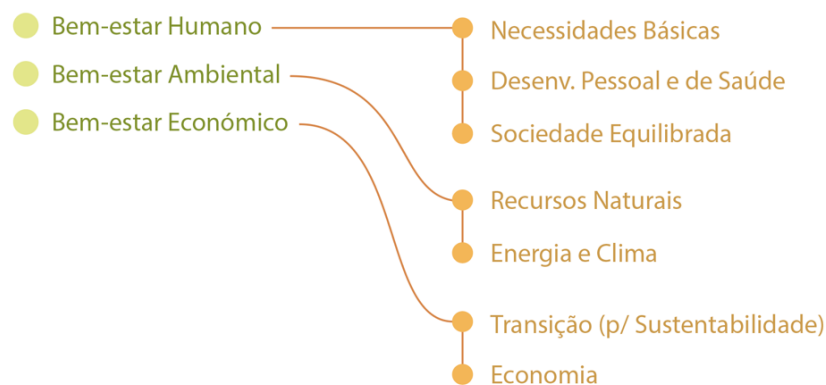 Bem-estar Humano
Bem-estar Ambiental
Bem-estar Económico
Necessidades Básicas
Desenv. Pessoal e de Saúde
Sociedade Equilibrada
Recursos Naturais
Energia e Clima
Transição (p/ Sustentabilidade)
Economia